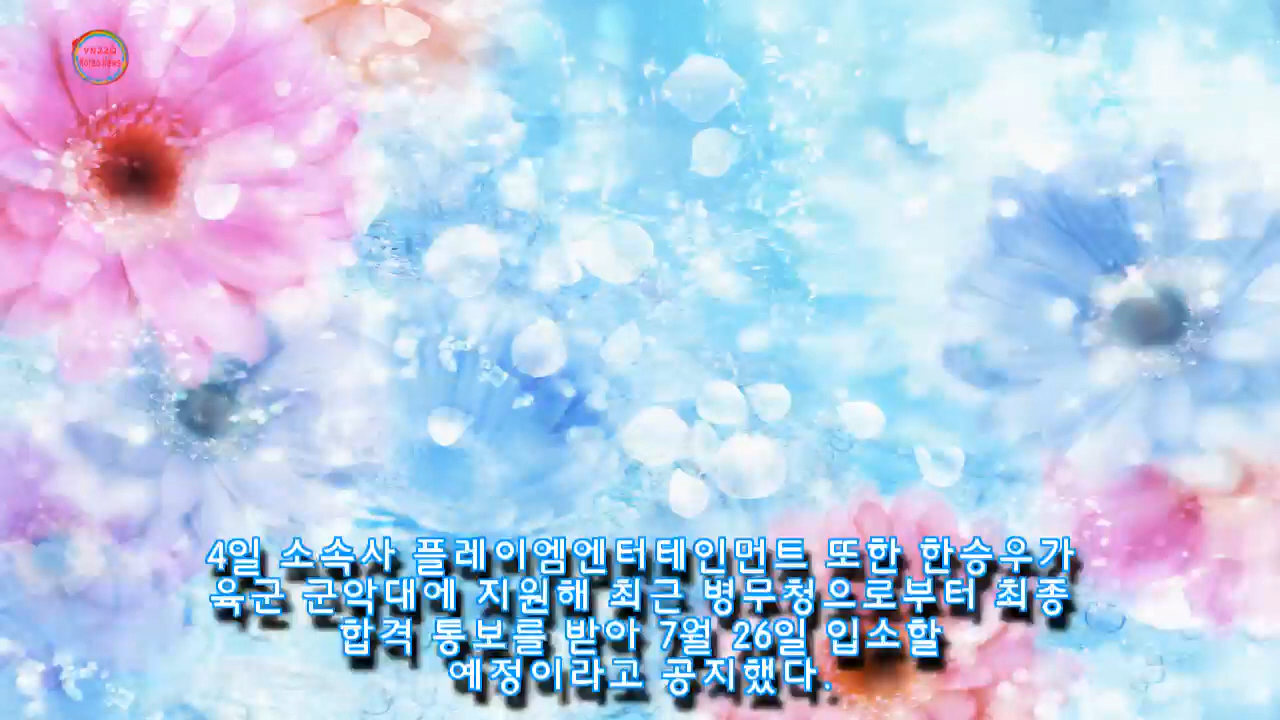 4일 소속사 플레이엠엔터테인먼트 또한 한승우가
육군 군악대에 지원해 최근 병무청으로부터 최종
합격 통보를 받아 7월 26일 입소할
예정이라고 공지했다.